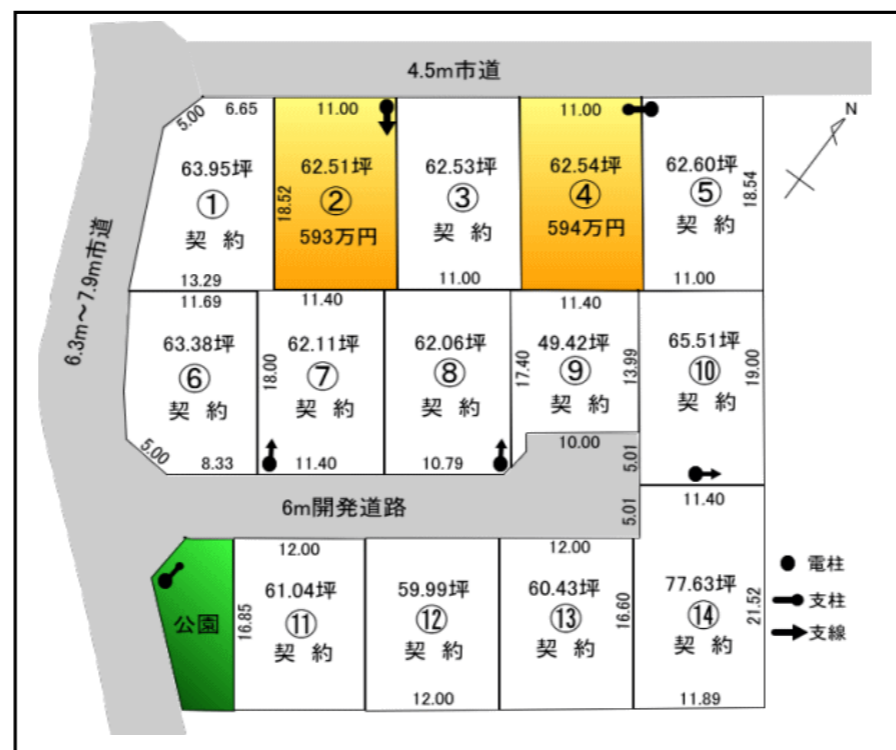 4.5m市道
N
6.3m～7.9m市道
5.00
6.65
63.95坪
①
契約
13.29
11.00
62.51坪
②
593万円
18.52
62.53坪
③
契約
11.00
11.00
62.54坪
④
594万円
62.60坪
⑤
契約
18.54
11.00
11.69
63.38坪
⑥
契約
5.00
8.33
11.40
62.11坪
⑦
契約
18.00
11.40
62.06坪
⑧
契約
10.79
11.40
49.42坪
⑨
契約
17.40
13.99
10.00
65.51坪
⑩
契約
19.00
5.01
5.01
6m開発道路
公園
12.00
61.04坪
⑪
契約
16.85
59.99坪
⑫
契約
12.00
12.00
60.43坪
⑬
契約
16.60
11.40
77.63坪
⑭
契約
21.52
11.89
電柱
支柱
支線